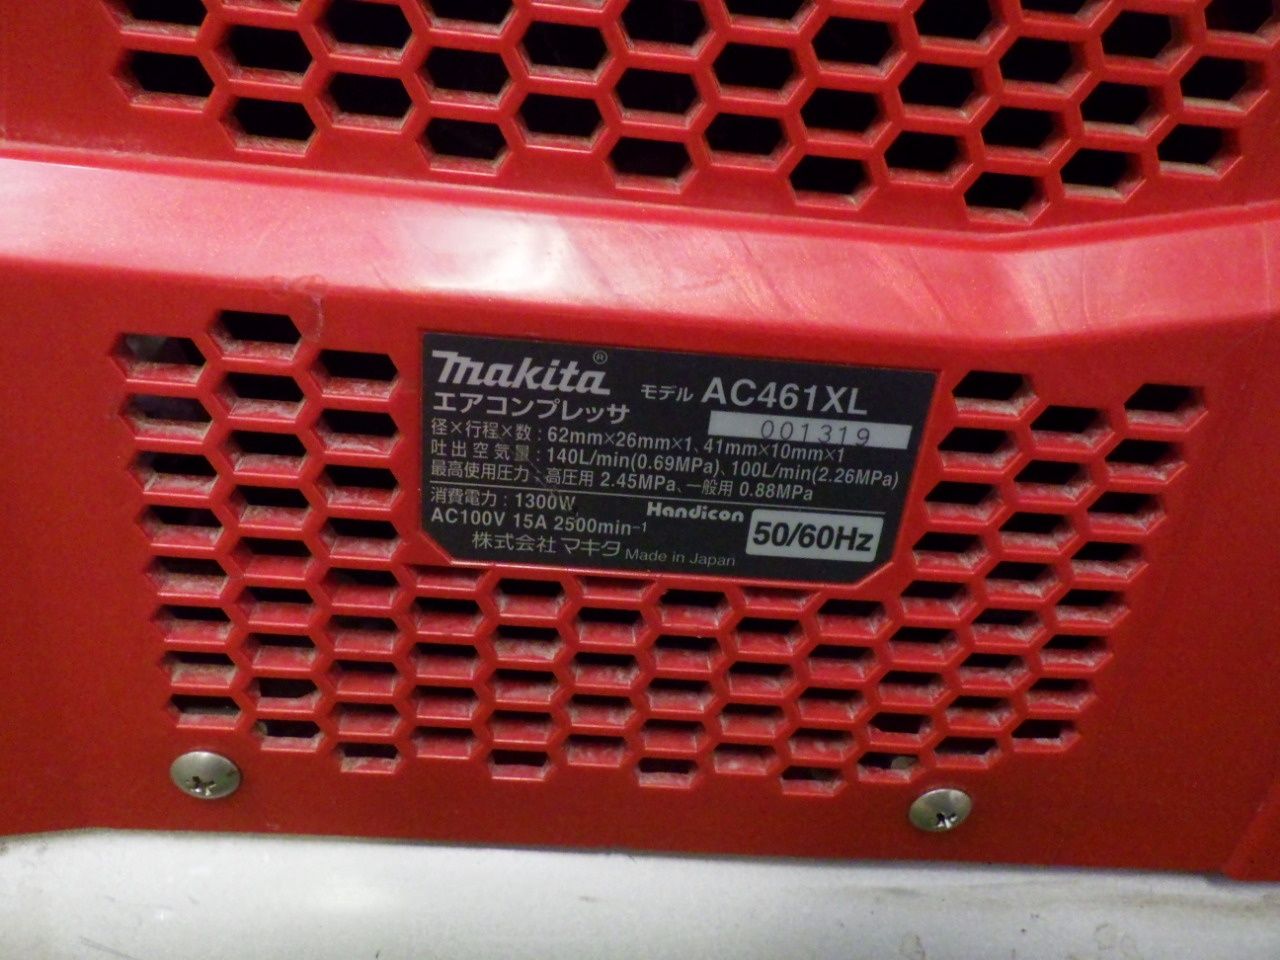 makita® モデル AC461XL
エアコンプレッサ 001319
径×行程×数 : 62mm×26mm×1、41mm×10mm×1
吐出空気量 : 140L/min(0.69MPa)、100L/min(2.26MPa)
最高使用圧力、高圧用 2.45MPa、一般用 0.88MPa
消費電力 : 1300W Handicon
AC100V 15A 2500min⁻¹ 50/60Hz
株式会社マキタ Made in Japan